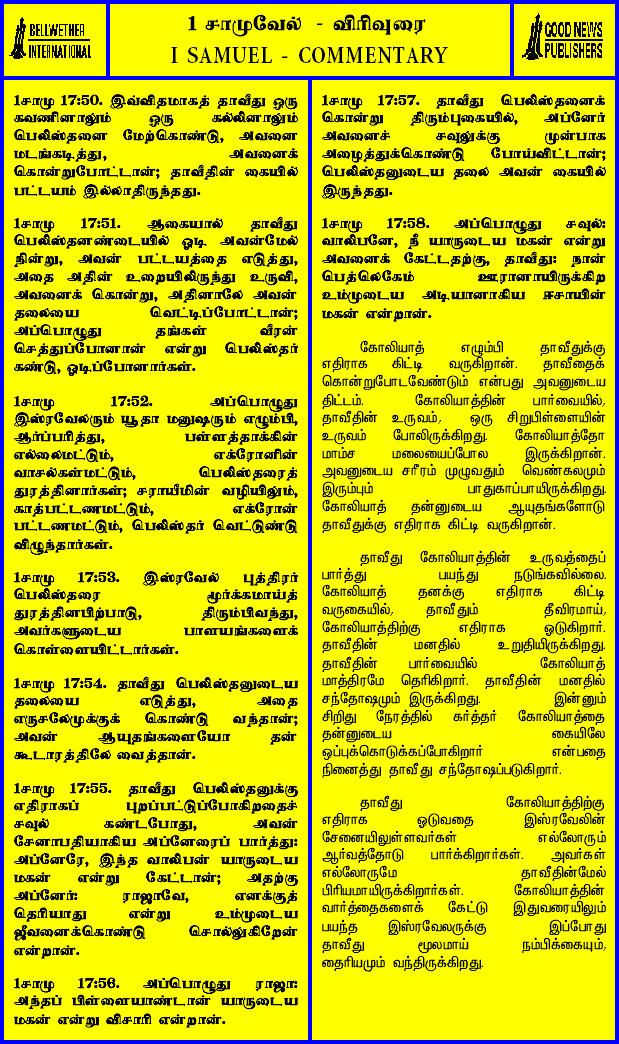 BELLWETHER
INTERNATIONAL
1 சாமுவேல் - விரிவுரை
I SAMUEL - COMMENTARY
GOOD NEWS
PUBLISHERS
1சாமு 17:50. இவ்விதமாகத் தாவீது ஒரு
கவணினாலும் ஒரு கல்லினாலும்
பெலிஸ்தனை மேற்கொண்டு, அவனை
மடங்கடித்து, அவனைக்
கொன்றுபோட்டான்; தாவீதின் கையில்
பட்டயம் இல்லாதிருந்தது.
1சாமு 17:51. ஆகையால் தாவீது
பெலிஸ்தனண்டையில் ஓடி அவன்மேல்
நின்று, அவன் பட்டயத்தை எடுத்து,
அதை அதின் உறையிலிருந்து உருவி,
அவனைக் கொன்று, அதினாலே அவன்
தலையை வெட்டிப்போட்டான்;
அப்பொழுது தங்கள் வீரன்
செத்துப்போனான் என்று பெலிஸ்தர்
கண்டு, ஓடிப்போனார்கள்.
1சாமு 17:52. அப்பொழுது
இஸ்ரவேலரும் யூதா மனுஷரும் எழும்பி,
ஆர்ப்பரித்து, பள்ளத்தாக்கின்
எல்லைமட்டும், எக்ரோனின்
வாசல்கள்மட்டும், பெலிஸ்தரைத்
துரத்தினார்கள்; சராயீமின் வழியிலும்,
காத்பட்டணமட்டும், எக்ரோன்
பட்டணமட்டும், பெலிஸ்தர் வெட்டுண்டு
விழுந்தார்கள்.
1சாமு 17:53. இஸ்ரவேல் புத்திரர்
பெலிஸ்தரை மூர்க்கமாய்த்
துரத்தினபிற்பாடு, திரும்பிவந்து,
அவர்களுடைய பாளயங்களைக்
கொள்ளையிட்டார்கள்.
1சாமு 17:54. தாவீது பெலிஸ்தனுடைய
தலையை எடுத்து, அதை
எருசலேமுக்குக் கொண்டு வந்தான்;
அவன் ஆயுதங்களையோ தன்
கூடாரத்திலே வைத்தான்.
1சாமு 17:55. தாவீது பெலிஸ்தனுக்கு
எதிராகப் புறப்பட்டுப்போகிறதைச்
சவுல் கண்டபோது, அவன்
சேனாபதியாகிய அப்னேரைப் பார்த்து:
அப்னேரே, இந்த வாலிபன் யாருடைய
மகன் என்று கேட்டான்; அதற்கு
அப்னேர்: ராஜாவே, எனக்குத்
தெரியாது என்று உம்முடைய
ஜீவனைக்கொண்டு சொல்லுகிறேன்
என்றான்.
1சாமு 17:56. அப்பொழுது ராஜா:
அந்தப் பிள்ளையாண்டான் யாருடைய
மகன் என்று விசாரி என்றான்.
1சாமு 17:57. தாவீது பெலிஸ்தனைக்
கொன்று திரும்புகையில், அப்னேர்
அவனைச் சவுலுக்கு முன்பாக
அழைத்துக்கொண்டு போய்விட்டான்;
பெலிஸ்தனுடைய தலை அவன் கையில்
இருந்தது.
1சாமு 17:58. அப்பொழுது சவுல்:
வாலிபனே, நீ யாருடைய மகன் என்று
அவனைக் கேட்டதற்கு, தாவீது: நான்
பெத்லெகேம் ஊரானாயிருக்கிற
உம்முடைய அடியானாகிய ஈசாயின்
மகன் என்றான்.
கோலியாத் எழும்பி தாவீதுக்கு
எதிராக கிட்டி வருகிறான். தாவீதைக்
கொன்றுபோடவேண்டும் என்பது அவனுடைய
திட்டம். கோலியாத்தின் பார்வையில்,
தாவீதின் உருவம், ஒரு சிறுபிள்ளையின்
உருவம் போலிருக்கிறது. கோலியாத்தோ
மாம்ச மலையைப்போல இருக்கிறான்.
அவனுடைய சரீரம் முழுவதும் வெண்கலமும்
இரும்பும் பாதுகாப்பாயிருக்கிறது.
கோலியாத் தன்னுடைய ஆயுதங்களோடு
தாவீதுக்கு எதிராக கிட்டி வருகிறான்.
தாவீது கோலியாத்தின் உருவத்தைப்
பார்த்து பயந்து நடுங்கவில்லை.
கோலியாத் தனக்கு எதிராக கிட்டி
வருகையில், தாவீதும் தீவிரமாய்,
கோலியாத்திற்கு எதிராக ஓடுகிறார்.
தாவீதின் மனதில் உறுதியிருக்கிறது.
தாவீதின் பார்வையில் கோலியாத்
மாத்திரமே தெரிகிறார். தாவீதின் மனதில்
சந்தோஷமும் இருக்கிறது. இன்னும்
சிறிது நேரத்தில் கர்த்தர் கோலியாத்தை
தன்னுடைய கையிலே
ஒப்புக்கொடுக்கப்போகிறார் என்பதை
நினைத்து தாவீது சந்தோஷப்படுகிறார்.
தாவீது கோலியாத்திற்கு
எதிராக ஓடுவதை இஸ்ரவேலின்
சேனையிலுள்ளவர்கள் எல்லோரும்
ஆர்வத்தோடு பார்க்கிறார்கள். அவர்கள்
எல்லோருமே தாவீதின்மேல்
பிரியமாயிருக்கிறார்கள். கோலியாத்தின்
வார்த்தைகளைக் கேட்டு இதுவரையிலும்
பயந்த இஸ்ரவேலருக்கு இப்போது
தாவீது மூலமாய் நம்பிக்கையும்,
தைரியமும் வந்திருக்கிறது.